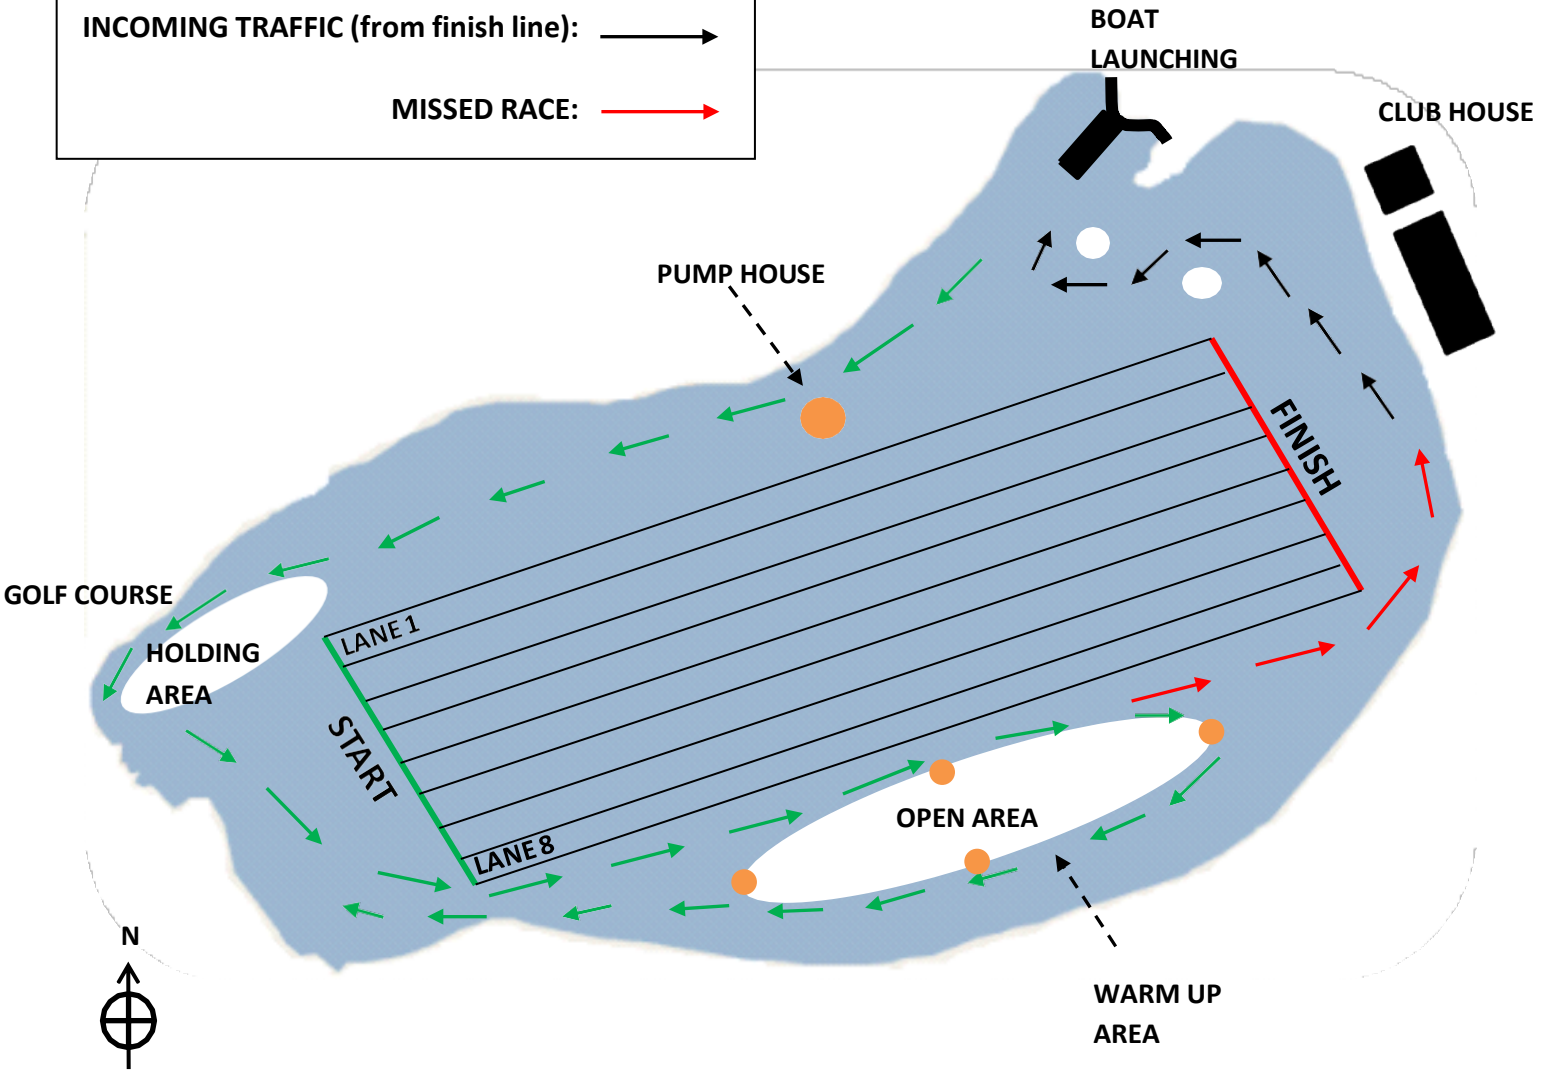 INCOMING TRAFFIC (from finish line):
MISSED RACE:
BOAT
LAUNCHING
CLUB HOUSE
PUMP HOUSE
FINISH
GOLF COURSE
HOLDING
AREA
LANE 1
START
LANE 8
OPEN AREA
N
WARM UP
AREA